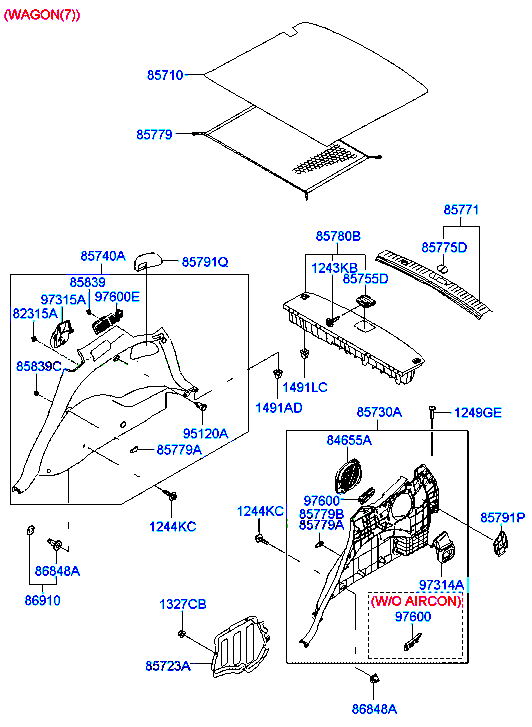 (WAGON(7))
85710
85779
85771
85780B
85775D
85740A
85791Q
1243KB
85839
85755D
97315A
97600E
82315A
85839C
1491LC
1491AD
85730A
1249GE
95120A
84655A
85779A
97600
1244KC
1244KC
85779B
85779A
85791P
86848A
97314A
86910
1327CB
(W/O AIRCON)
97600
85723A
86848A